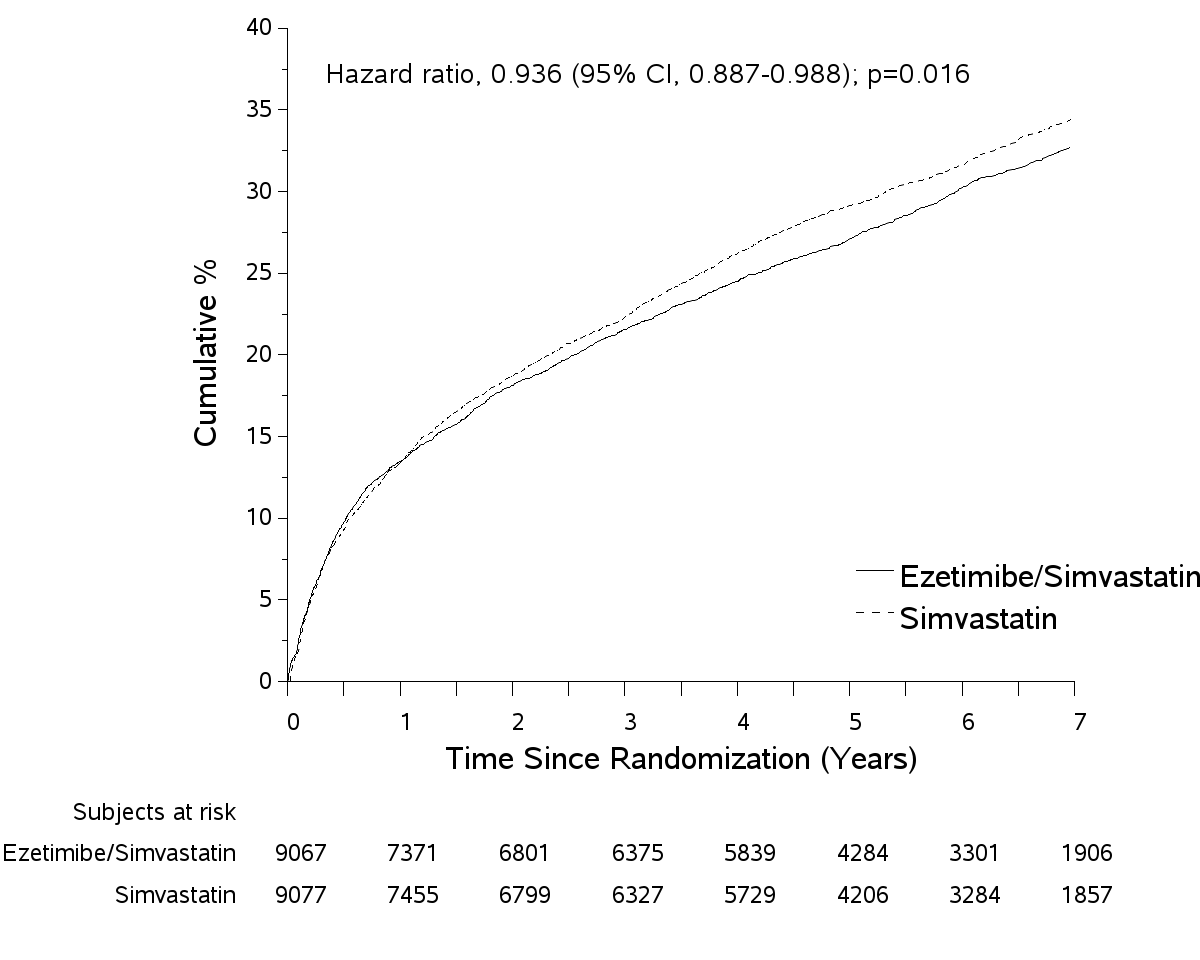 40
Hazard ratio, 0.936 (95% CI, 0.887-0.988); p=0.016
35
30
25
20
15
10
5
0
Cumulative %
Ezetimibe/Simvastatin
Simvastatin
0 1 2 3 4 5 6 7
Time Since Randomization (Years)
Subjects at risk
Ezetimibe/Simvastatin 9067 7371 6801 6375 5839 4284 3301 1906
Simvastatin 9077 7455 6799 6327 5729 4206 3284 1857